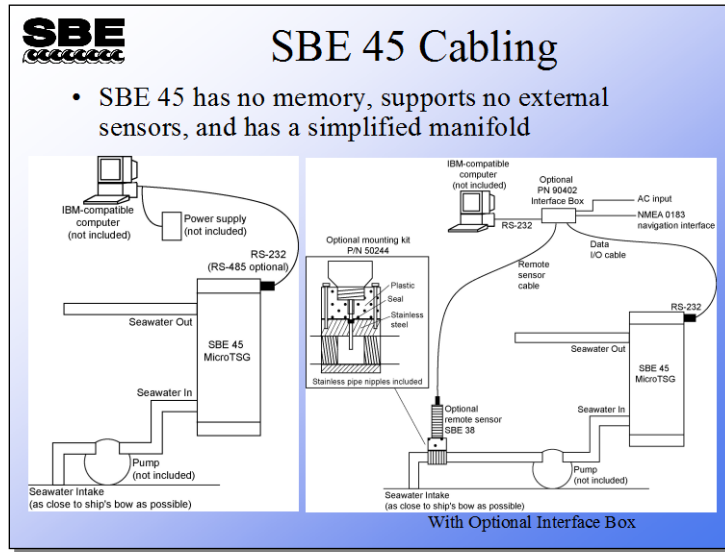 SBE
SBE 45 Cabling
• SBE 45 has no memory, supports no external
sensors, and has a simplified manifold
IBM-compatible
computer
(not included)
Power supply
(not included)
RS-232
(RS-485 optional)
Seawater Out
SBE 45
MicroTSG
Seawater In
Pump
(not included)
Seawater Intake
(as close to ship's bow as possible)
IBM-compatible
computer
(not included)
Optional
PN 90402
Interface Box
AC input
NMEA 0183
navigation interface
RS-232
Data
I/O cable
Remote
sensor
cable
Optional mounting kit
P/N 50244
Plastic
Seal
Stainless
steel
Stainless pipe nipples included
RS-232
Seawater Out
SBE 45
MicroTSG
Seawater In
Optional
remote sensor
SBE 38
Pump
(not included)
Seawater Intake
(as close to ship's bow as possible)
With Optional Interface Box